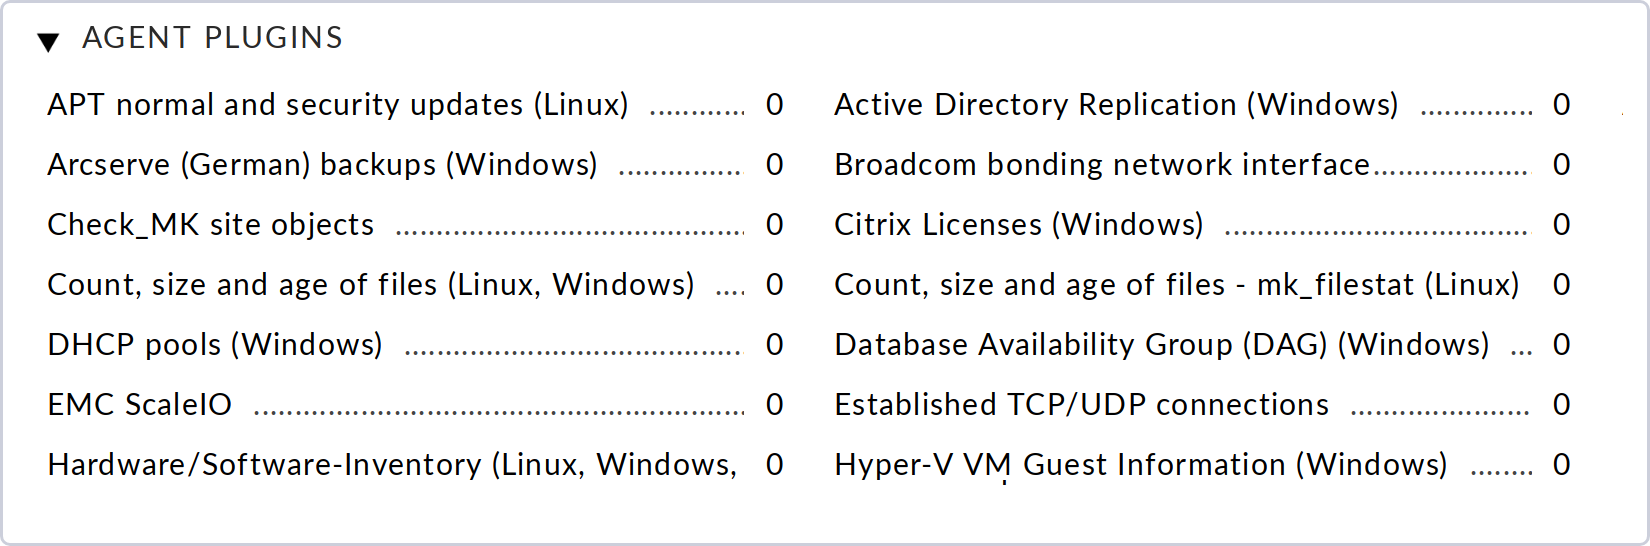 AGENT PLUGINS
APT normal and security updates (Linux) ............ 0 Active Directory Replication (Windows) .............. 0
Arcserve (German) backups (Windows) ................ 0 Broadcom bonding network interface.................... 0
Check_MK site objects ............................................ 0 Citrix Licenses (Windows) ....................................... 0
Count, size and age of files (Linux, Windows) .... 0 Count, size and age of files - mk_filestat (Linux) 0
DHCP pools (Windows) ........................................... 0 Database Availability Group (DAG) (Windows) ... 0
EMC ScaleIO .............................................................. 0 Established TCP/UDP connections ....................... 0
Hardware/Software-Inventory (Linux, Windows, 0 Hyper-V VM Guest Information (Windows) ........ 0